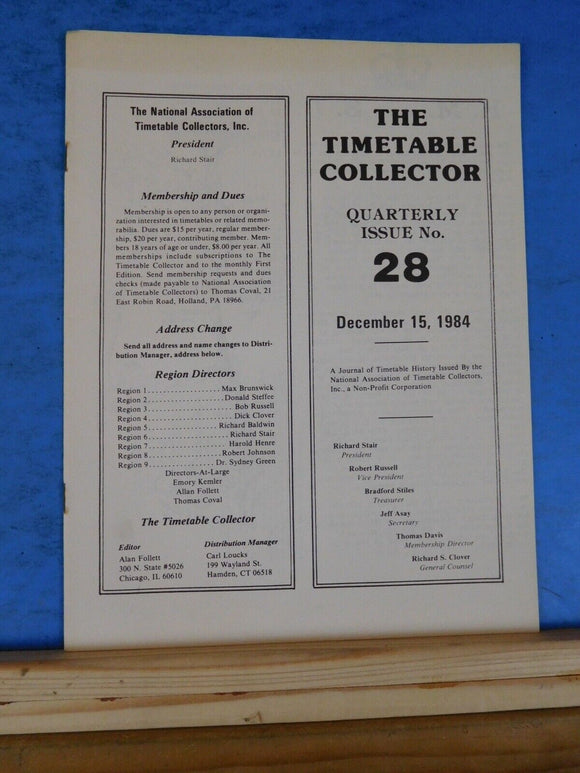 The National Association of
Timetable Collectors, Inc.
President
Richard Stair
Membership and Dues
Membership is open to any person or organi-
zation interested in timetables or related memo-
rabilia. Dues are $15 per year, regular member-
ship, $20 per year, contributing member. Mem-
bers 18 years of age or under, $8.00 per year. All
memberships include subscriptions to The
Timetable Collector and to the monthly First
Edition. Send membership requests and dues
checks (made payable to National Association
of Timetable Collectors) to Thomas Coval, 21
East Robin Road, Holland, PA 18966.
Address Change
Send all address and name changes to Distri-
bution Manager, address below.
Region Directors
Region 1 . . . . . . . . . . . . . . . . . Max Brunswick
Region 2 . . . . . . . . . . . . . . . . . Donald Steffee
Region 3 . . . . . . . . . . . . . . . . . . . Bob Russell
Region 4 . . . . . . . . . . . . . . . . . . . Dick Clover
Region 5 . . . . . . . . . . . . . . . . Richard Baldwin
Region 6 . . . . . . . . . . . . . . . . . . Richard Stair
Region 7 . . . . . . . . . . . . . . . . . . Harold Henre
Region 8 . . . . . . . . . . . . . . . . Robert Johnson
Region 9 . . . . . . . . . . . . . . . Dr. Sydney Green
Directors-At-Large
Emory Kemler
Allan Follett
Thomas Coval
The Timetable Collector
Editor
Alan Follett
300 N. State #5026
Chicago, IL 60610
Distribution Manager
Carl Loucks
199 Wayland St.
Hamden, CT 06518
THE
TIMETABLE
COLLECTOR
QUARTERLY
ISSUE No.
28
December 15, 1984
A Journal of Timetable History Issued By the
National Association of Timetable Collectors,
Inc., a Non-Profit Corporation
Richard Stair
President
Robert Russell
Vice President
Bradford Stiles
Treasurer
Jeff Asay
Secretary
Thomas Davis
Membership Director
Richard S. Clover
General Counsel